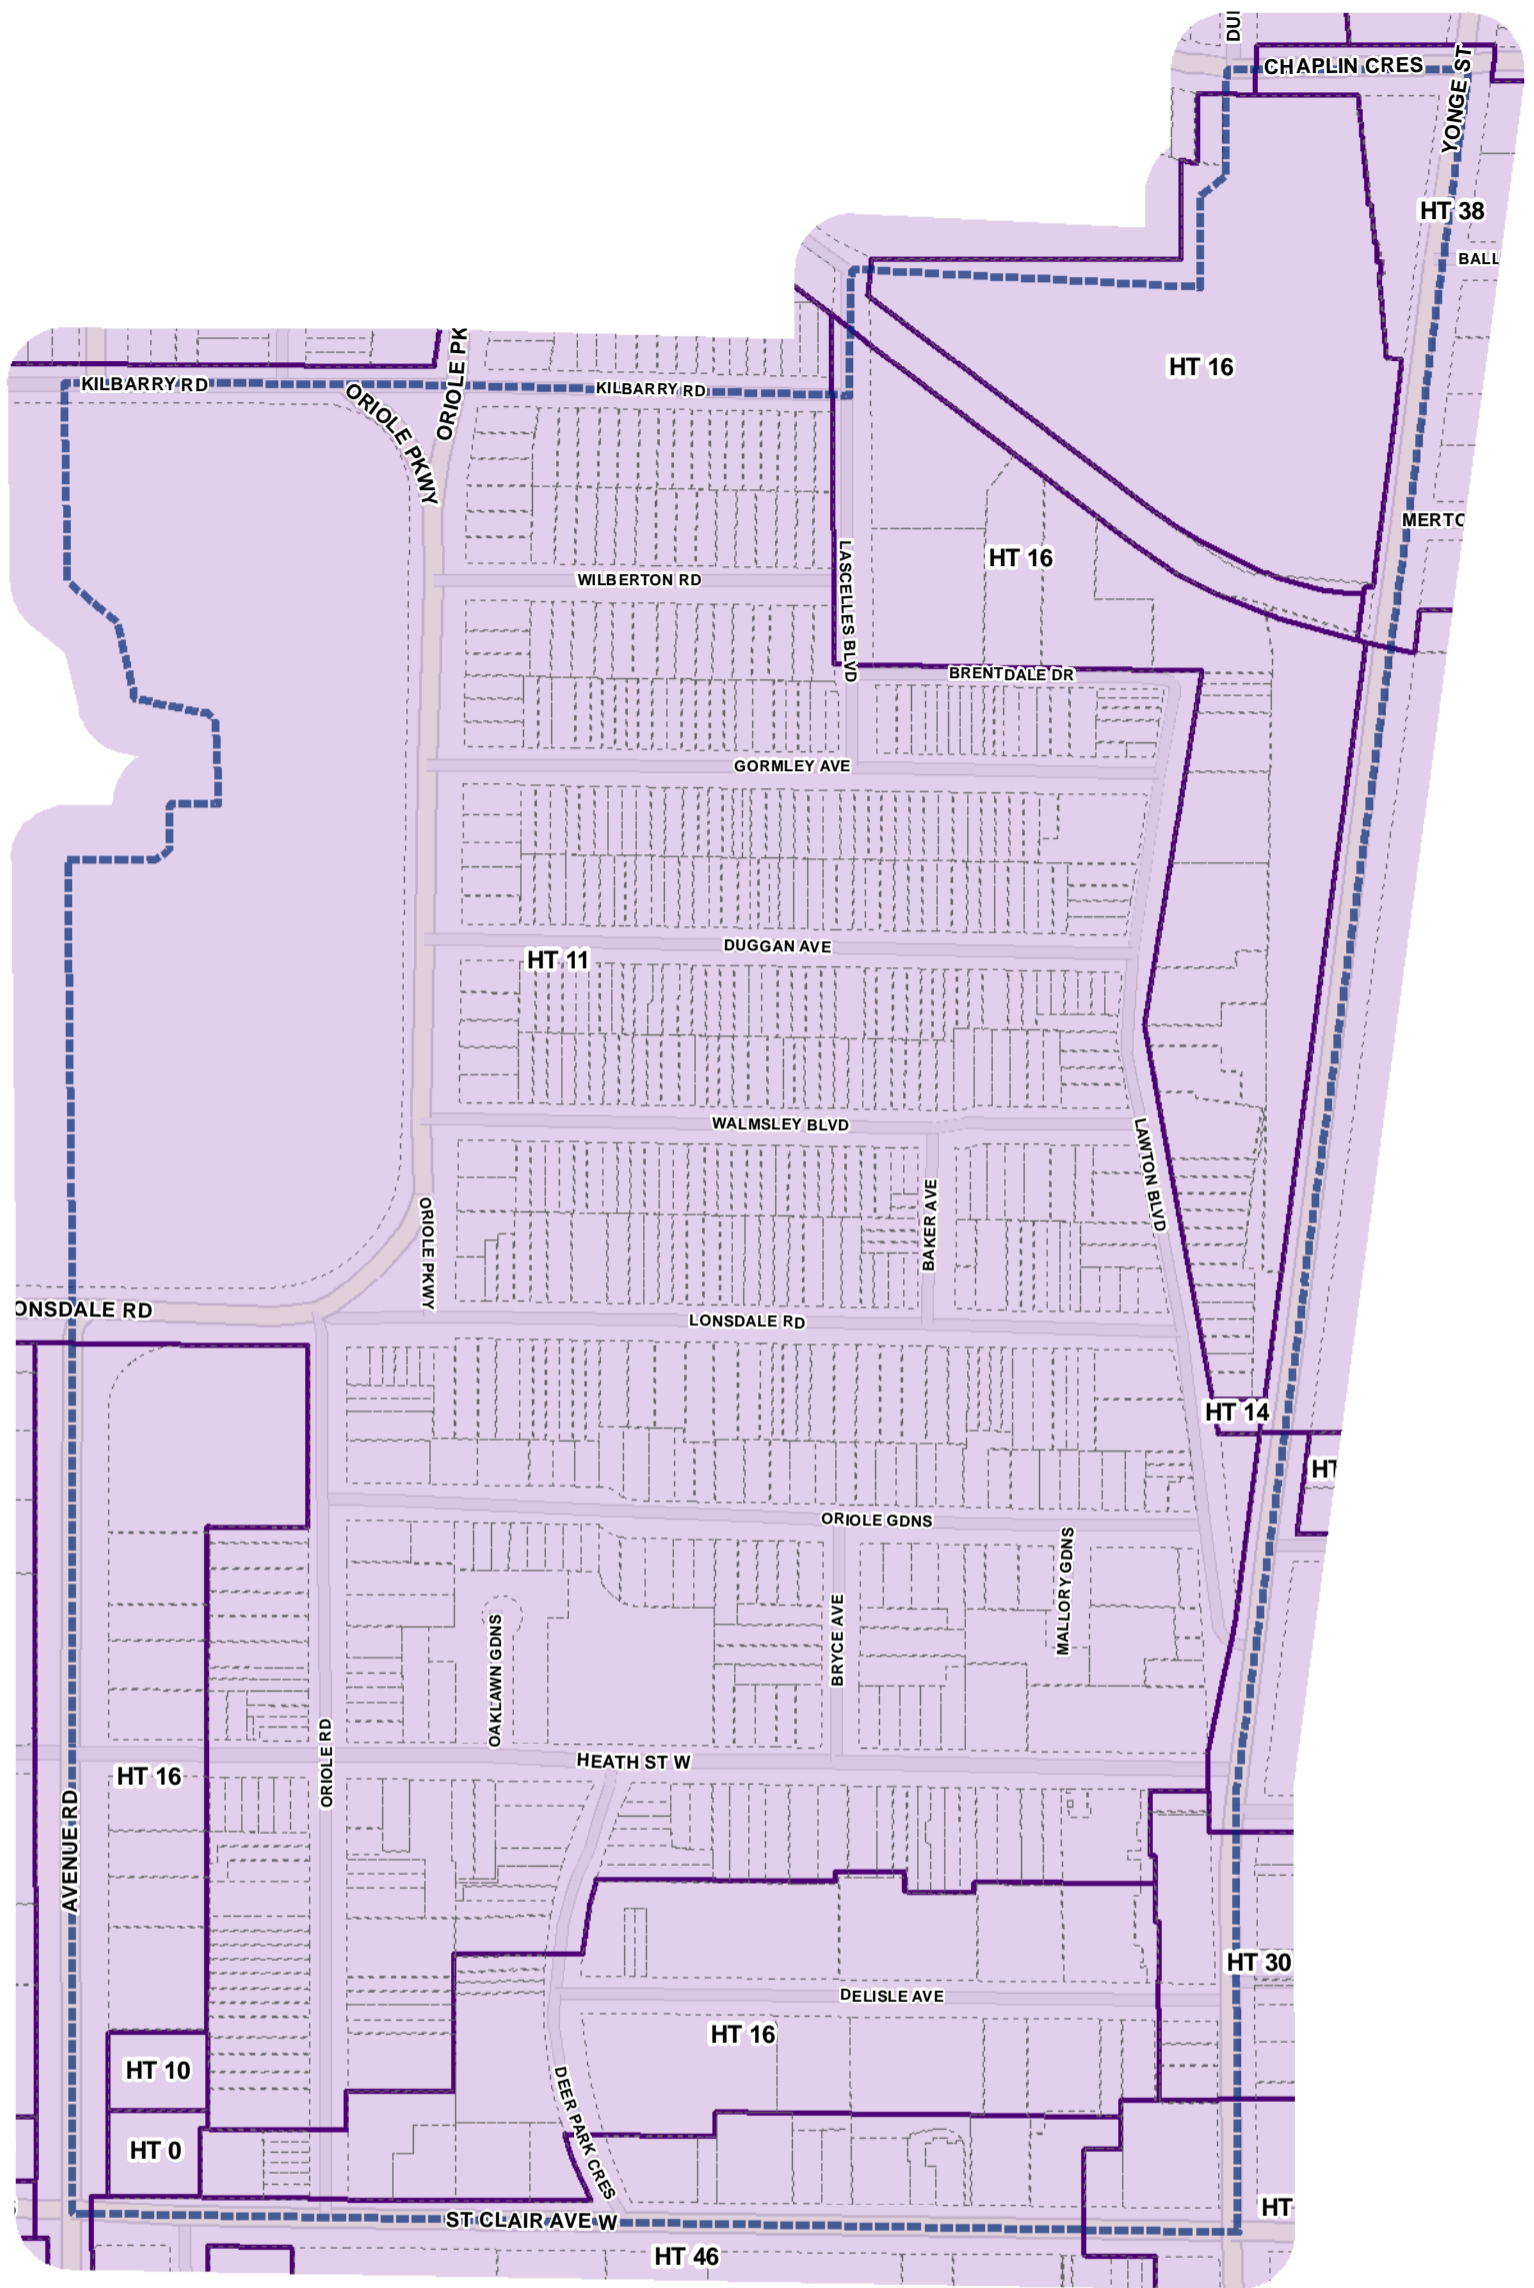 DU
CHAPLIN CRES
YONGE ST
HT 38
BALL
HT 16
KILBARRY RD
ORIOLE PKWY
ORIOLE PK
KILBARRY RD
MERTO
HT 16
LASCELLES BLVD
WILBERTON RD
BRENTDALE DR
GORMLEY AVE
DUGGAN AVE
HT 11
WALMSLEY BLVD
LAWTON BLVD
BAKER AVE
ORIOLE PKWY
ONSDALE RD
LONSDALE RD
HT 14
HT
ORIOLE GDNS
MALLORY GDNS
BRYCE AVE
OAKLAWN GDNS
ORIOLE RD
HEATH ST W
HT 16
AVENUE RD
HT 30
DELISLE AVE
HT 16
HT 10
DEER PARK CRES
HT 0
HT
ST CLAIR AVE W
HT 46